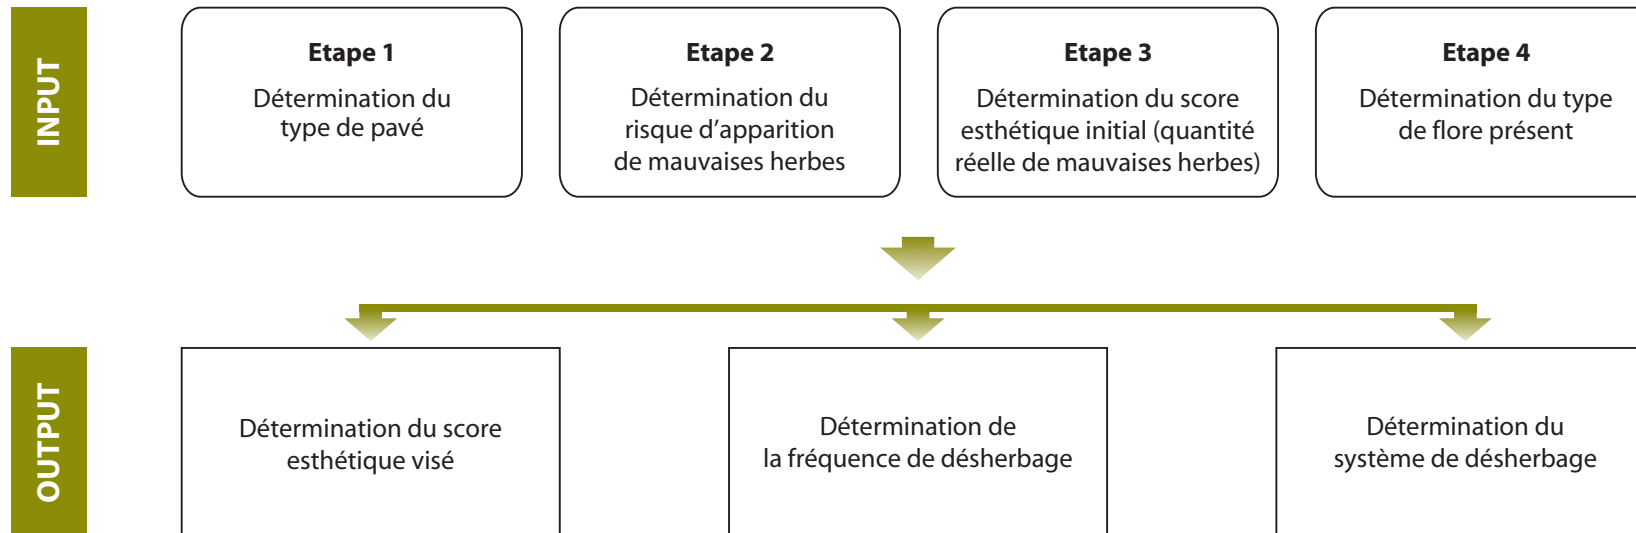 INPUT
Etape 1
Détermination du
type de pavé
Etape 2
Détermination du
risque d’apparition
de mauvaises herbes
Etape 3
Détermination du score
esthétique initial (quantité
réelle de mauvaises herbes)
Etape 4
Détermination du type
de flore présent
OUTPUT
Détermination du score
esthétique visé
Détermination de
la fréquence de désherbage
Détermination du
système de désherbage